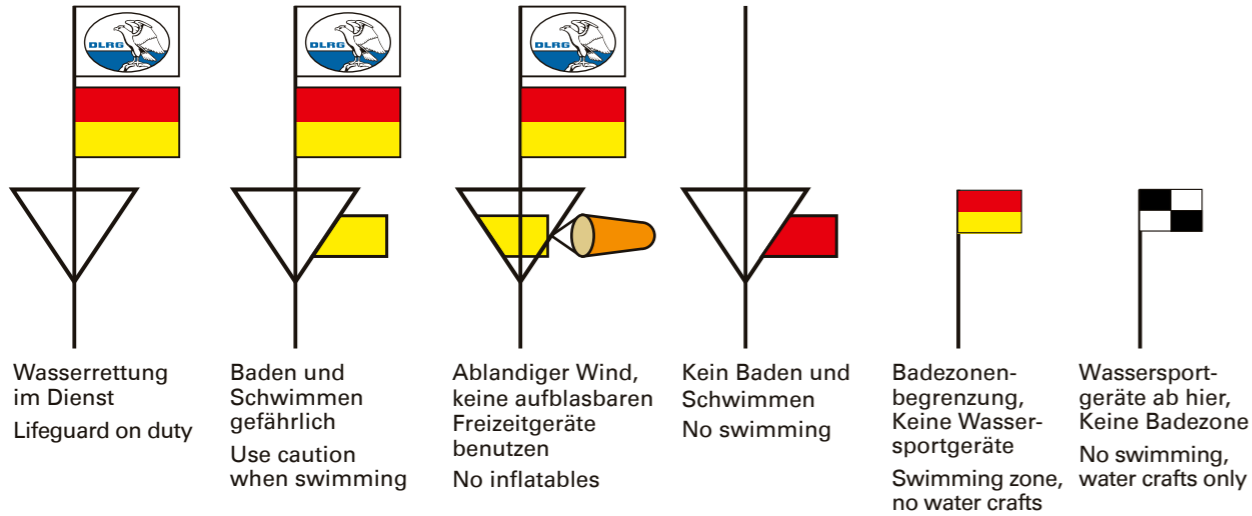 DLRG
DLRG
DLRG
Wasserrettung
im Dienst
Lifeguard on duty
Baden und
Schwimmen
gefährlich
Use caution
when swimming
Ablandiger Wind,
keine aufblasbaren
Freizeitgeräte
benutzen
No inflatables
Kein Baden und
Schwimmen
No swimming
Badezonen-
begrenzung,
Keine Wasser-
sportgeräte
Swimming zone,
no water crafts
Wassersport-
geräte ab hier,
Keine Badezone
No swimming,
water crafts only